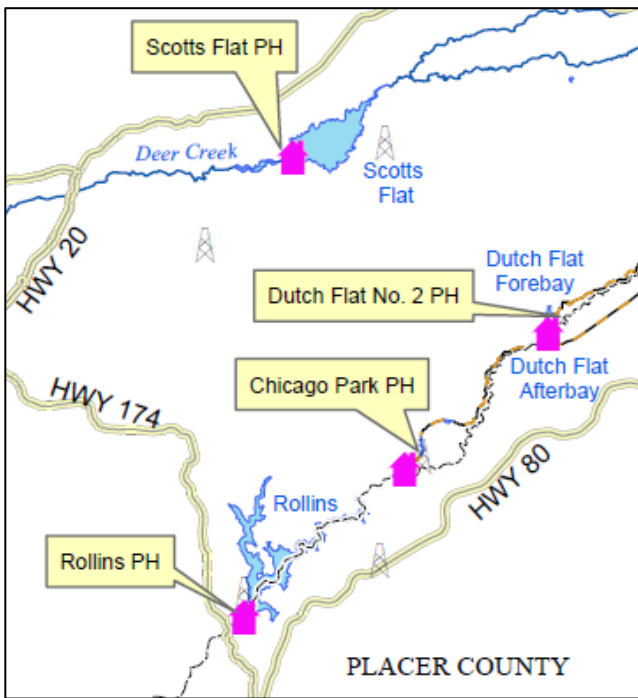 Scotts Flat PH
Deer Creek
Scotts
Flat
HWY 20
Dutch Flat
Forebay
Dutch Flat No. 2 PH
Dutch Flat
Afterbay
Chicago Park PH
HWY 174
HWY 80
Rollins
Rollins PH
PLACER COUNTY